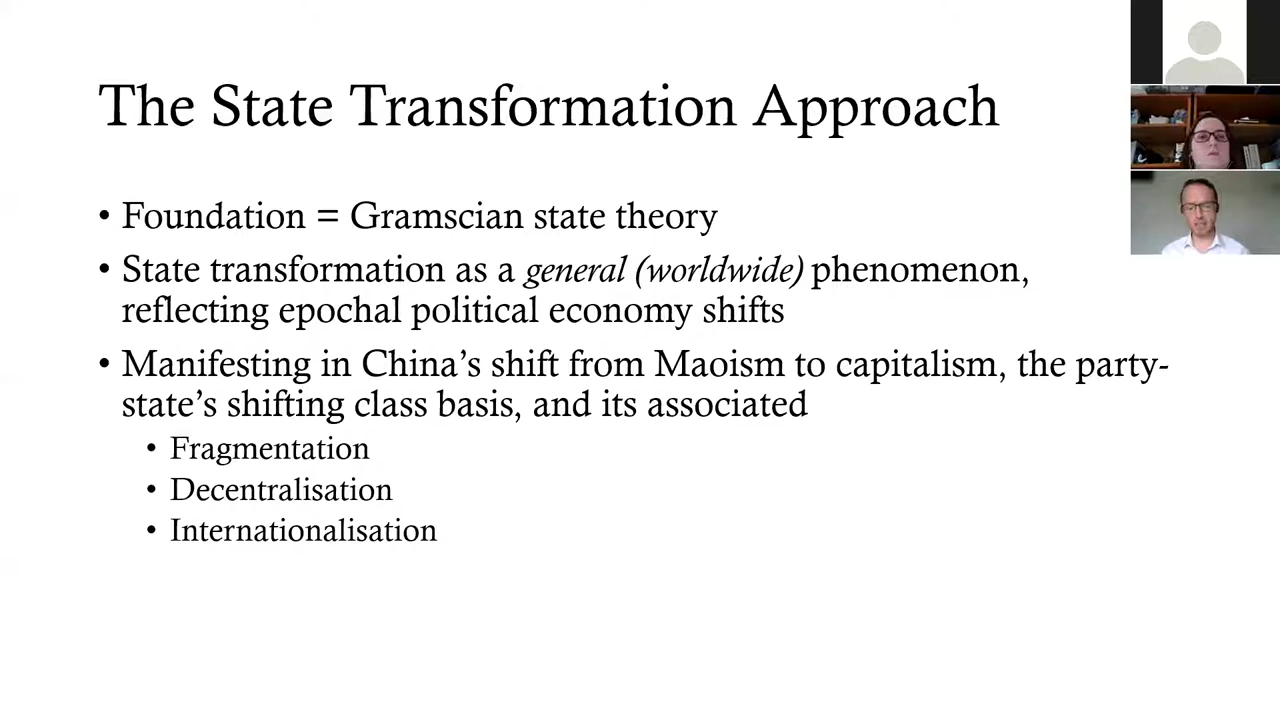 The State Transformation Approach
• Foundation = Gramscian state theory
• State transformation as a general (worldwide) phenomenon,
reflecting epochal political economy shifts
• Manifesting in China’s shift from Maoism to capitalism, the party-
state’s shifting class basis, and its associated
• Fragmentation
• Decentralisation
• Internationalisation